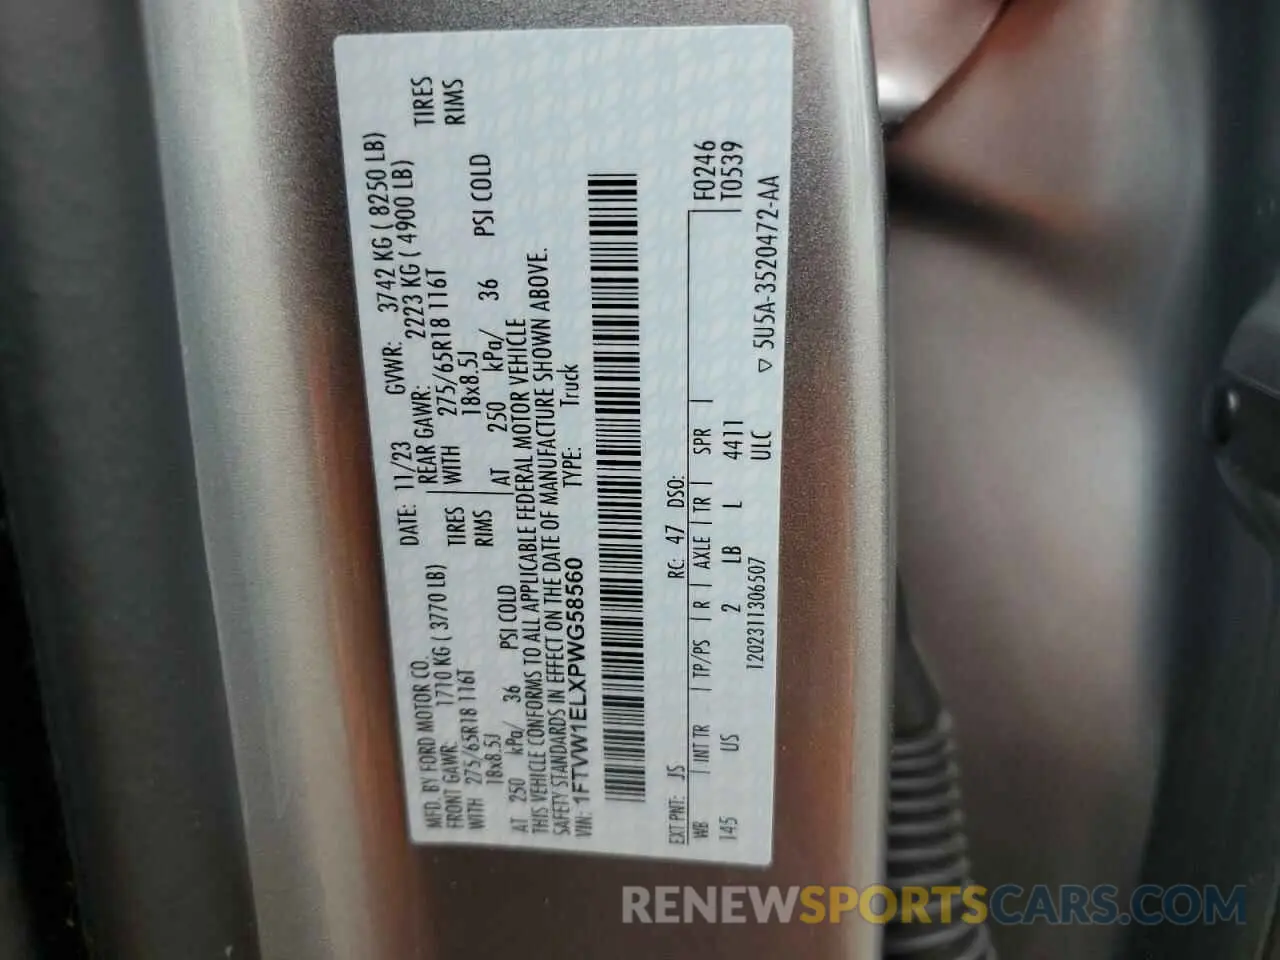 MFD. BY FORD MOTOR CO.
DATE: 11/23 GVWR: 3742 KG ( 8250 LB)
FRONT GAWR: 1710 KG ( 3770 LB)
REAR GAWR: 2223 KG ( 4900 LB)
WITH 275/65R18 116T TIRES
WITH 275/65R18 116T TIRES
18x8.5J RIMS
18x8.5J RIMS
AT 250 kPa/ 36 PSI COLD
AT 250 kPa/ 36 PSI COLD
THIS VEHICLE CONFORMS TO ALL APPLICABLE FEDERAL MOTOR VEHICLE
SAFETY STANDARDS IN EFFECT ON THE DATE OF MANUFACTURE SHOWN ABOVE.
VIN: 1FTVW1ELXPWG58560 TYPE: Truck
EXT PNT: JS RC: 47 DSO:
WB INT TR TP/PS R AXLE TR SPR F0246
145 US 2 LB L 4411 T0539
1202311306507 ULC
▽ 5U5A-3520472-AA
RENEWSPORTSCARS.COM